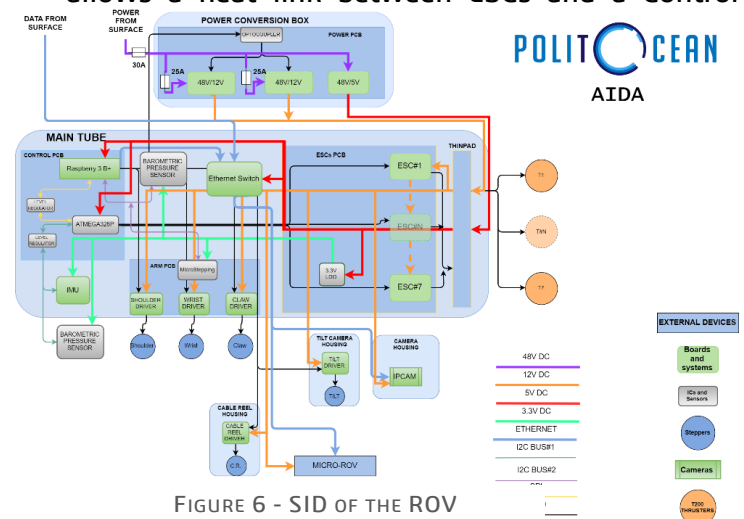 allows a heat link between ESCs and a Control
DATA FROM
SURFACE
POWER
FROM
SURFACE
30A
POWER CONVERSION BOX
OPTOCOUPLER
POWER PCB
25A
25A
48V/12V
48V/12V
48V/5V
POLITOCEAN
AIDA
MAIN TUBE
CONTROL PCB
Raspberry 3 B+
BAROMETRIC
PRESSURE
SENSOR
Ethernet Switch
ESCs PCB
ESC#1
THINPAD
T1
LEVEL
REGULATOR
ATMEGA328P
ESC#N
T#N
LEVEL
REGULATOR
ARM PCB
MicroStepping
3.3V
LDO
ESC#7
T7
IMU
SHOULDER
DRIVER
WRIST
DRIVER
CLAW
DRIVER
BAROMETRIC
PRESSURE
SENSOR
Shoulder
Wrist
Claw
TILT CAMERA
HOUSING
TILT
DRIVER
TILT
CAMERA
HOUSING
IPCAM
CABLE REEL
HOUSING
CABLE
REEL
DRIVER
C.R.
MICRO-ROV
48V DC
12V DC
5V DC
3.3V DC
ETHERNET
I2C BUS#1
I2C BUS#2
EXTERNAL DEVICES
Boards
and
systems
ICs and
Sensors
Steppers
Cameras
T200
THRUSTERS
FIGURE 6 - SID OF THE ROV